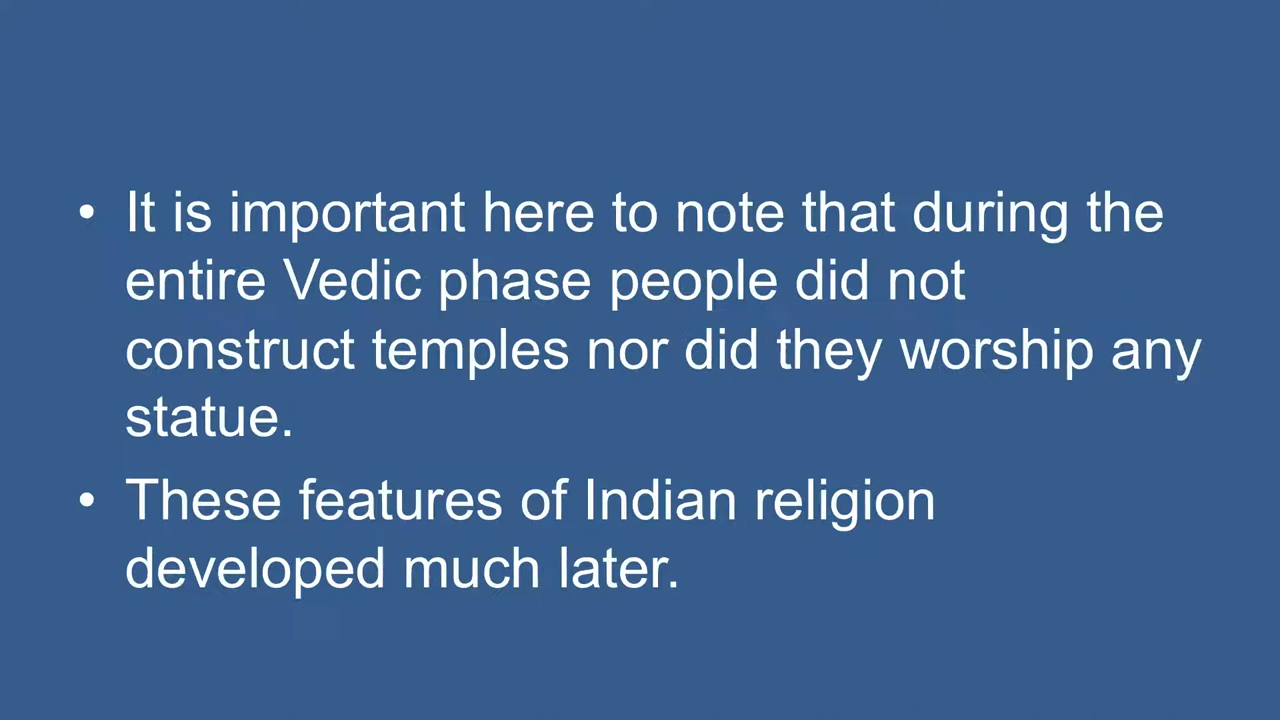 • It is important here to note that during the
entire Vedic phase people did not
construct temples nor did they worship any
statue.
• These features of Indian religion
developed much later.